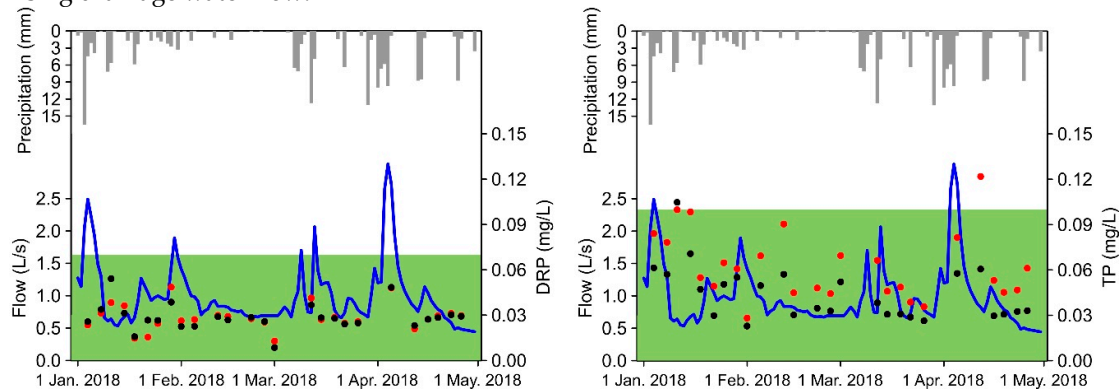 0
3
6
9
12
15
Precipitation (mm)
2.5
2.0
1.5
1.0
0.5
0.0
Flow (L/s)
0.15
0.12
0.09
0.06
0.03
0.00
DRP (mg/L)
1 Jan. 2018
1 Feb. 2018
1 Mar. 2018
1 Apr. 2018
1 May. 2018
0
3
6
9
12
15
Precipitation (mm)
2.5
2.0
1.5
1.0
0.5
0.0
Flow (L/s)
0.15
0.12
0.09
0.06
0.03
0.00
TP (mg/L)
1 Jan. 2018
1 Feb. 2018
1 Mar. 2018
1 Apr. 2018
1 May. 2018